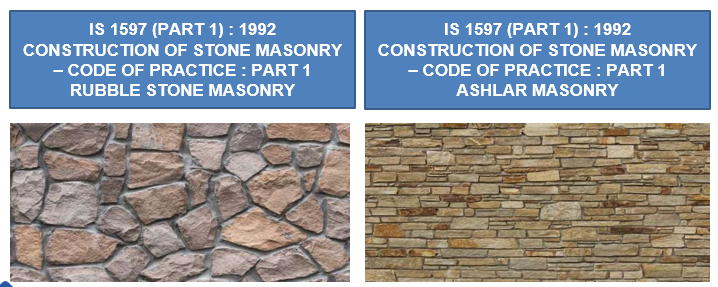 IS 1597 (PART 1) : 1992
CONSTRUCTION OF STONE MASONRY
– CODE OF PRACTICE : PART 1
RUBBLE STONE MASONRY
IS 1597 (PART 1) : 1992
CONSTRUCTION OF STONE MASONRY
– CODE OF PRACTICE : PART 1
ASHLAR MASONRY